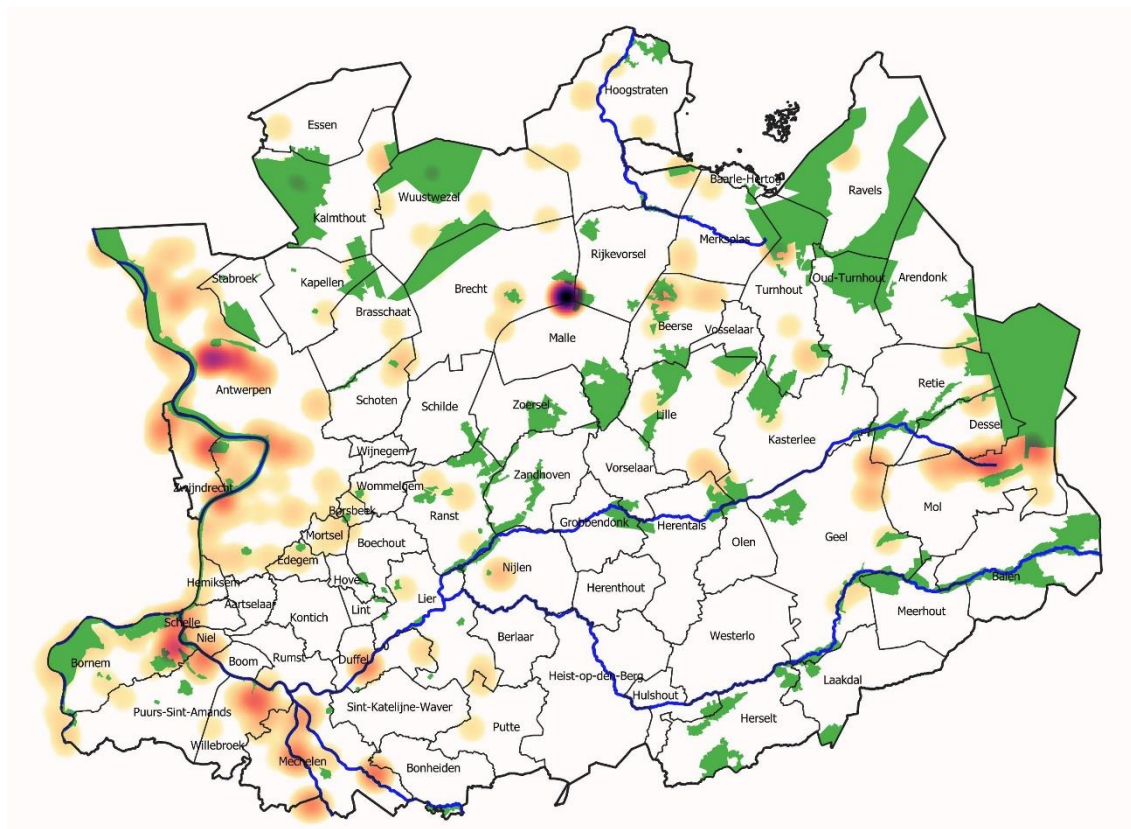 Hoogstraten
Essen
Baarle-Hertog
Ravels
Wuustwezel
Kalmthout
Merksplas
Rijkevorsel
Stabroek
Kapellen
Brecht
Turnhout
Oud-Turnhout
Arendonk
Brasschaat
Beerse
Vosselaar
Malle
Antwerpen
Retie
Schoten
Schilde
Zoersel
Lille
Dessel
Kasterlee
Wijnegem
Zandhoven
Vorselaar
Zwijndrecht
Wommelgem
Borsbeek
Ranst
Mol
Grobbendonk
Herentals
Mortsel
Boechout
Olen
Geel
Edegem
Nijlen
Hemiksem
Hove
Balen
Herenthout
Aartselaar
Lint
Lier
Meerhout
Kontich
Schelle
Niel
Berlaar
Westerlo
Boom
Rumst
Duffel
Bornem
Heist-op-den-Berg
Laakdal
Hulshout
Puurs-Sint-Amands
Sint-Katelijne-Waver
Herselt
Putte
Willebroek
Mechelen
Bonheiden